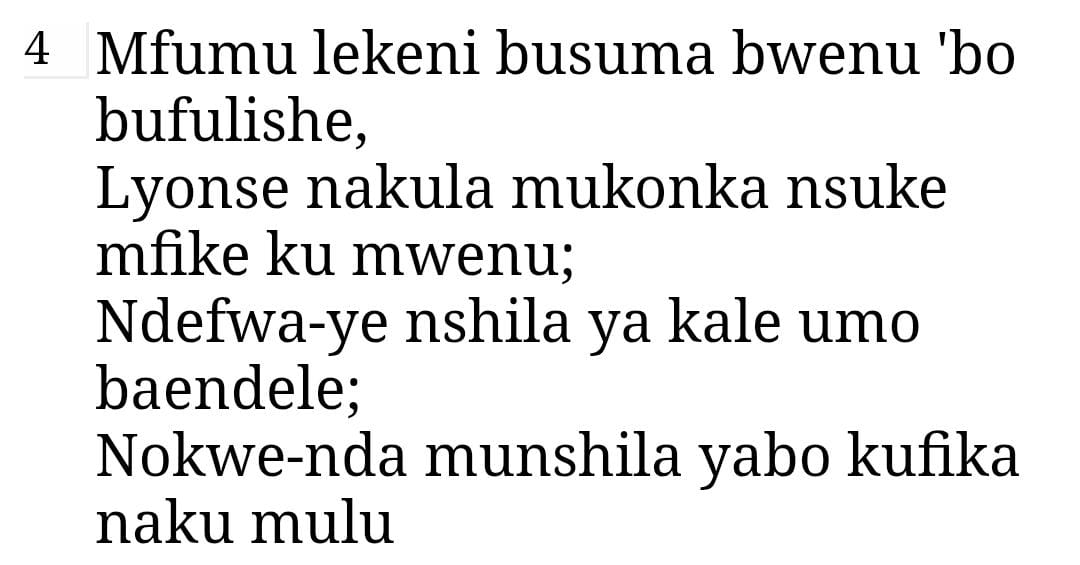 4 Mfumu lekeni busuma bwenu 'bo
bufulishe,
Lyonse nakula mukonka nsuke
mfike ku mwenu;
Ndefwa-ye nshila ya kale umo
baendele;
Nokwe-nda munshila yabo kufika
naku mulu